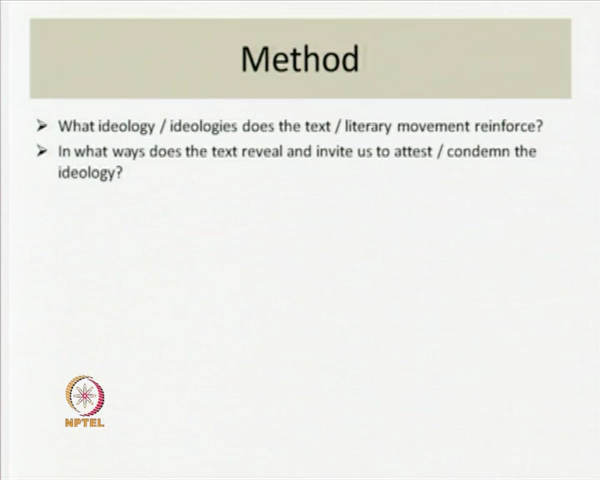 Method
➢ What ideology / ideologies does the text / literary movement reinforce?
➢ In what ways does the text reveal and invite us to attest / condemn the
ideology?
NPTEL